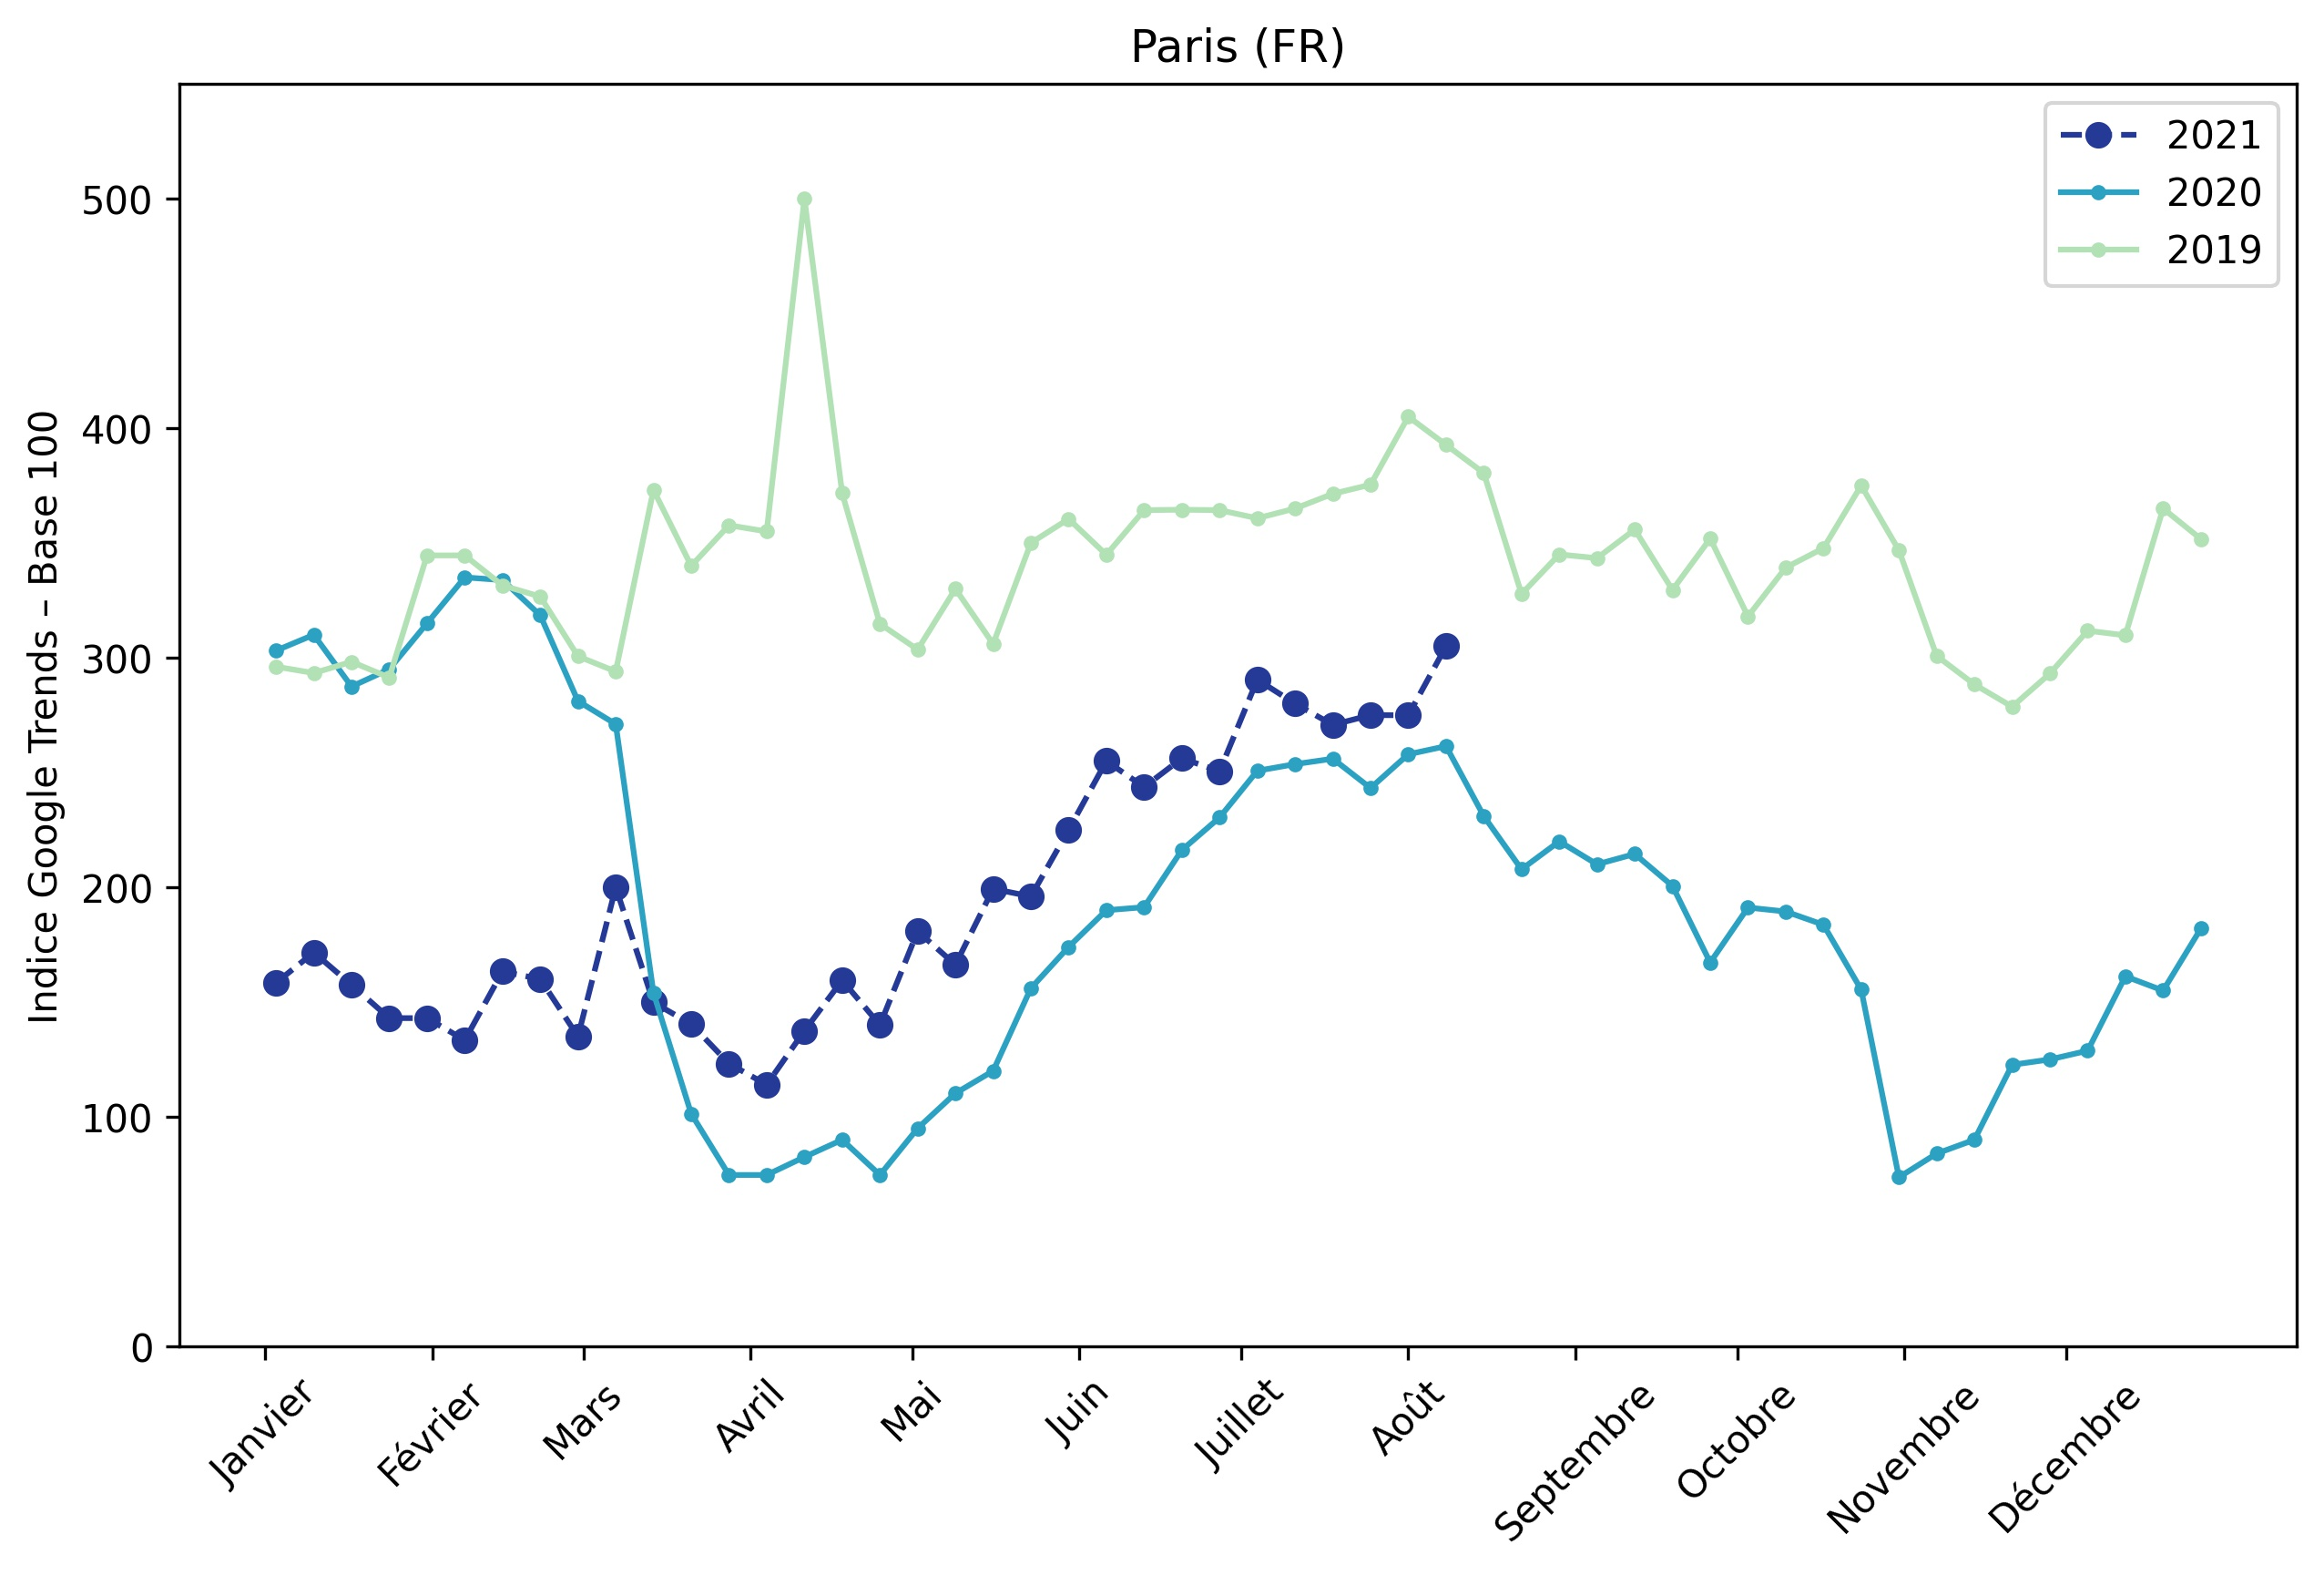 Paris (FR)
2021
2020
2019
Indice Google Trends – Base 100
500
400
300
200
100
0
Janvier
Février
Mars
Avril
Mai
Juin
Juillet
Août
Septembre
Octobre
Novembre
Décembre